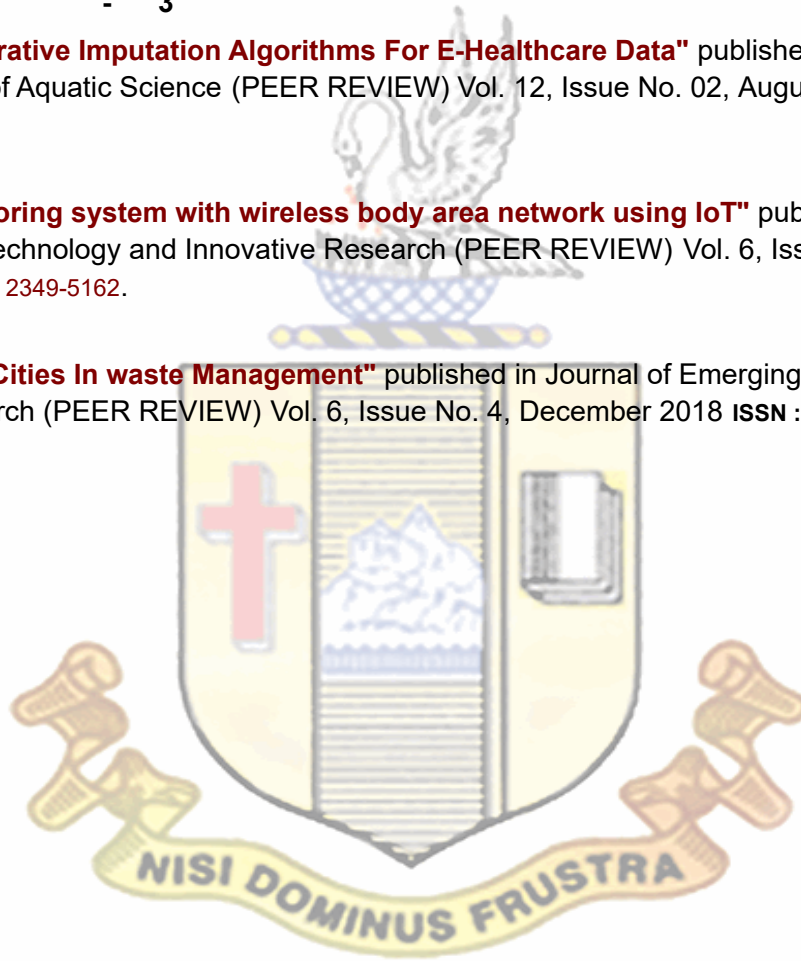 - 3
rative Imputation Algorithms For E-Healthcare Data" publishe
of Aquatic Science (PEER REVIEW) Vol. 12, Issue No. 02, Augu
oring system with wireless body area network using IoT" pub
echnology and Innovative Research (PEER REVIEW) Vol. 6, Iss
2349-5162.
Cities In waste Management" published in Journal of Emerging
rch (PEER REVIEW) Vol. 6, Issue No. 4, December 2018 ISSN :
NISI DOMINUS FRUSTRA